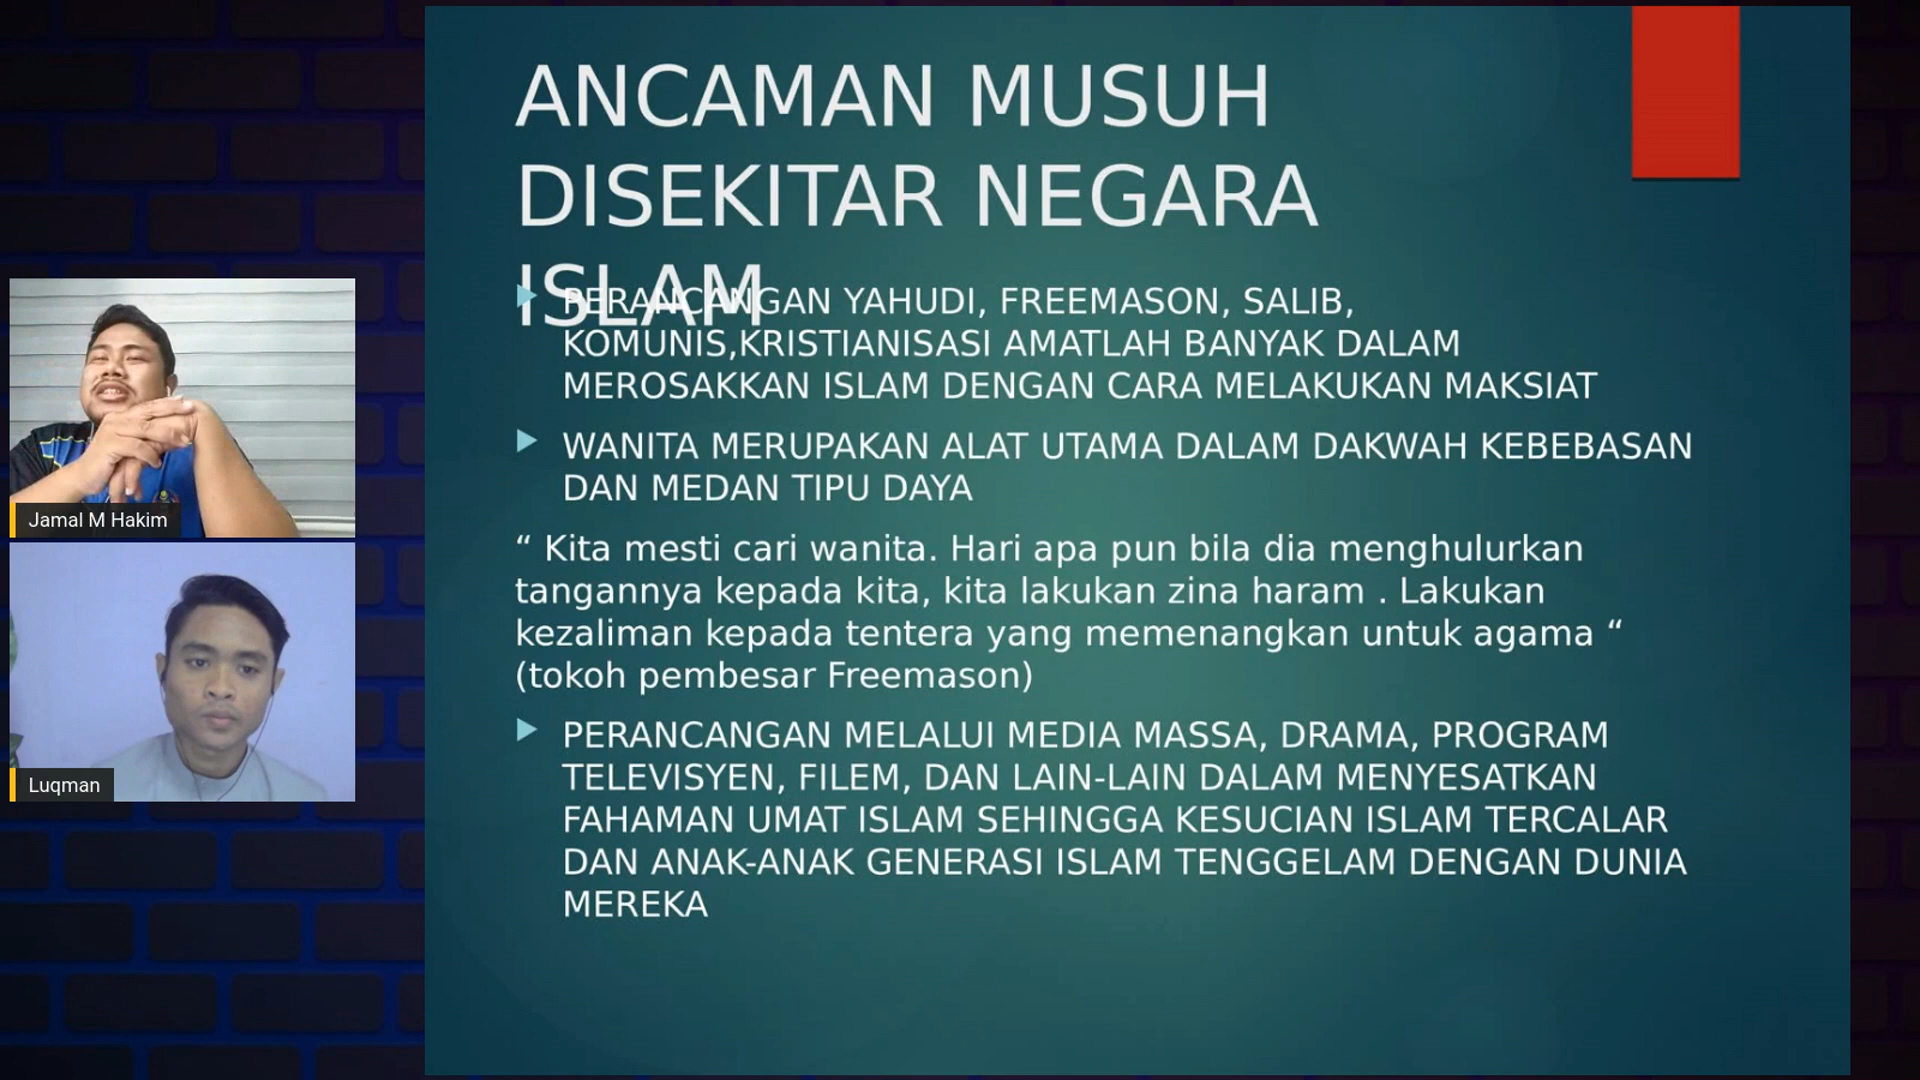 ANCAMAN MUSUH
DISEKITAR NEGARA
ISLAM
PERANCANGAN YAHUDI, FREEMASON, SALIB,
KOMUNIS,KRISTIANISASI AMATLAH BANYAK DALAM
MEROSAKKAN ISLAM DENGAN CARA MELAKUKAN MAKSIAT
WANITA MERUPAKAN ALAT UTAMA DALAM DAKWAH KEBEBASAN
DAN MEDAN TIPU DAYA
“ Kita mesti cari wanita. Hari apa pun bila dia menghulurkan
tangannya kepada kita, kita lakukan zina haram . Lakukan
kezaliman kepada tentera yang memenangkan untuk agama “
(tokoh pembesar Freemason)
PERANCANGAN MELALUI MEDIA MASSA, DRAMA, PROGRAM
TELEVISYEN, FILEM, DAN LAIN-LAIN DALAM MENYESATKAN
FAHAMAN UMAT ISLAM SEHINGGA KESUCIAN ISLAM TERCALAR
DAN ANAK-ANAK GENERASI ISLAM TENGGELAM DENGAN DUNIA
MEREKA
Jamal M Hakim
Luqman